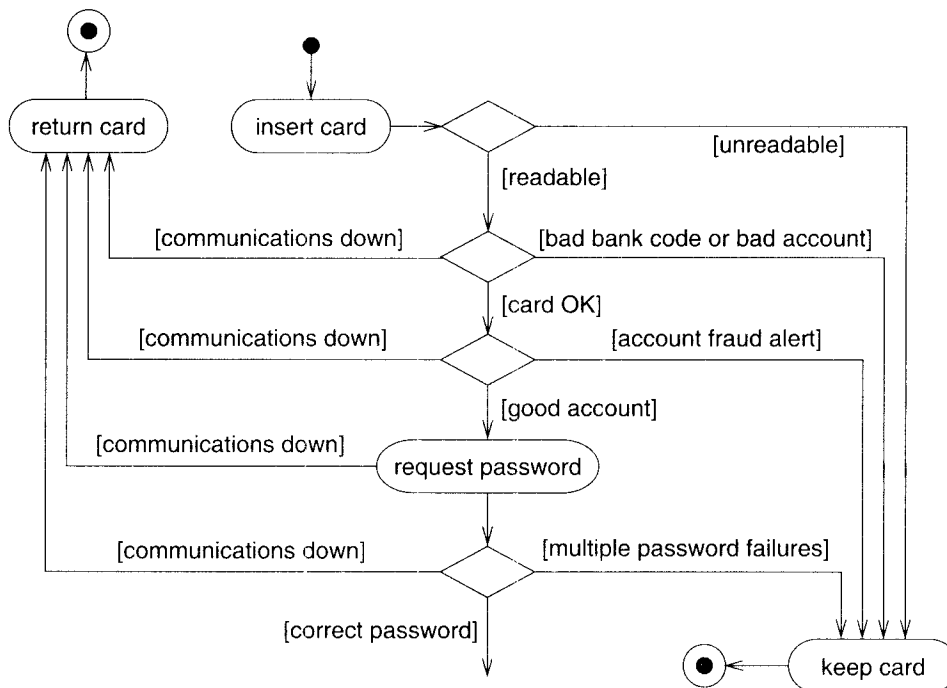 return card
insert card
[unreadable]
[readable]
[communications down]
[bad bank code or bad account]
[card OK]
[communications down]
[account fraud alert]
[good account]
[communications down]
request password
[communications down]
[multiple password failures]
[correct password]
keep card